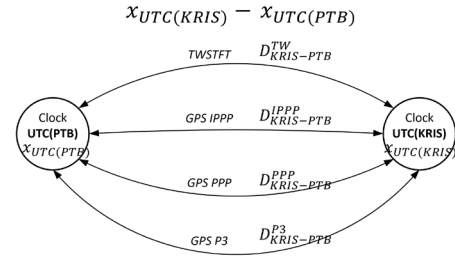 x_{UTC(KRIS)} − x_{UTC(PTB)}
TWSTFT D^{TW}_{KRIS−PTB}
Clock
UTC(PTB)
x_{UTC(PTB)}
GPS IPPP D^{IPPP}_{KRIS−PTB}
Clock
UTC(KRIS)
x_{UTC(KRIS)}
GPS PPP D^{PPP}_{KRIS−PTB}
GPS P3 D^{P3}_{KRIS−PTB}